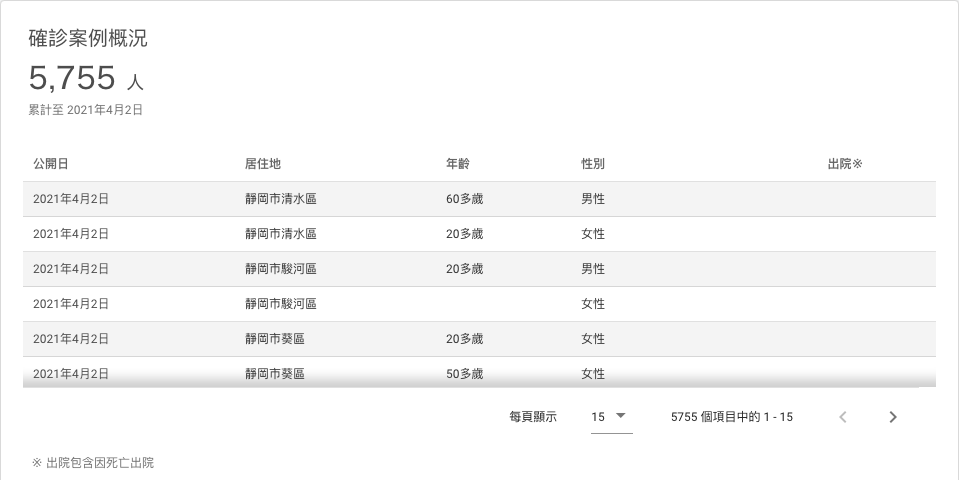 確診案例概況
5,755 人
累計至 2021年4月2日
公開日 居住地 年齡 性別 出院※
2021年4月2日 靜岡市清水區 60多歲 男性
2021年4月2日 靜岡市清水區 20多歲 女性
2021年4月2日 靜岡市駿河區 20多歲 男性
2021年4月2日 靜岡市駿河區 女性
2021年4月2日 靜岡市葵區 20多歲 女性
2021年4月2日 靜岡市葵區 50多歲 女性
每頁顯示 15 5755 個項目中的 1 - 15
※ 出院包含因死亡出院